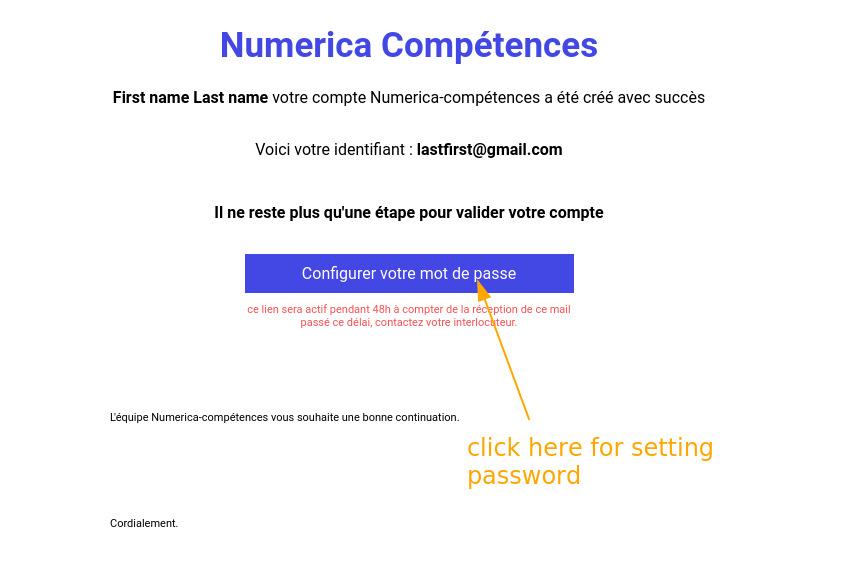 Numerica Compétences
First name Last name votre compte Numerica-compétences a été créé avec succès
Voici votre identifiant : lastfirst@gmail.com
Il ne reste plus qu'une étape pour valider votre compte
Configurer votre mot de passe
ce lien sera actif pendant 48h à compter de la réception de ce mail
passé ce délai, contactez votre interlocuteur.
L'équipe Numerica-compétences vous souhaite une bonne continuation.
click here for setting
password
Cordialement.